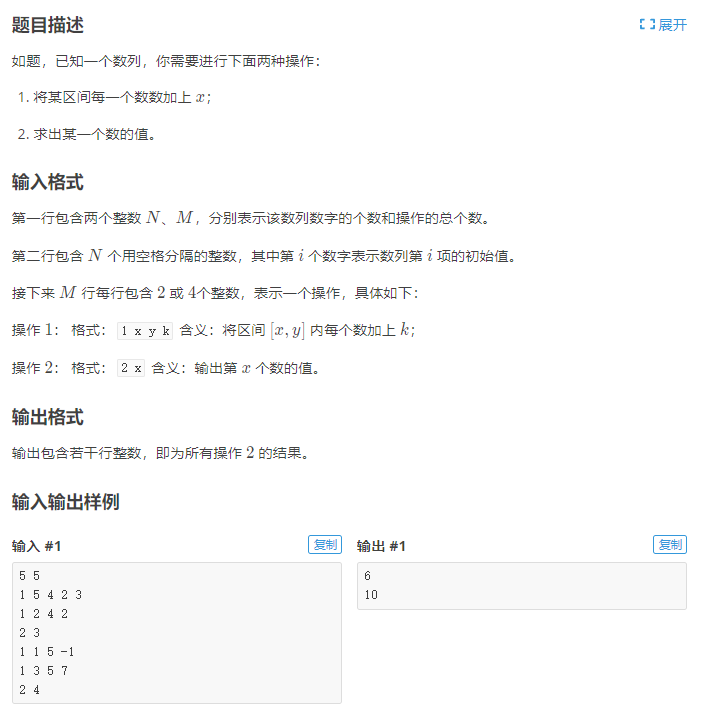 题目描述
展开
如题，已知一个数列，你需要进行下面两种操作：
1. 将某区间每一个数数加上 x；
2. 求出某一个数的值。
输入格式
第一行包含两个整数 N、M，分别表示该数列数字的个数和操作的总个数。
第二行包含 N 个用空格分隔的整数，其中第 i 个数字表示数列第 i 项的初始值。
接下来 M 行每行包含 2 或 4个整数，表示一个操作，具体如下：
操作 1： 格式： 1 x y k 含义：将区间 [x, y] 内每个数加上 k；
操作 2： 格式： 2 x 含义：输出第 x 个数的值。
输出格式
输出包含若干行整数，即为所有操作 2 的结果。
输入输出样例
输入 #1
复制
5 5
1 5 4 2 3
1 2 4 2
2 3
1 1 5 -1
1 3 5 7
2 4
输出 #1
复制
6
10